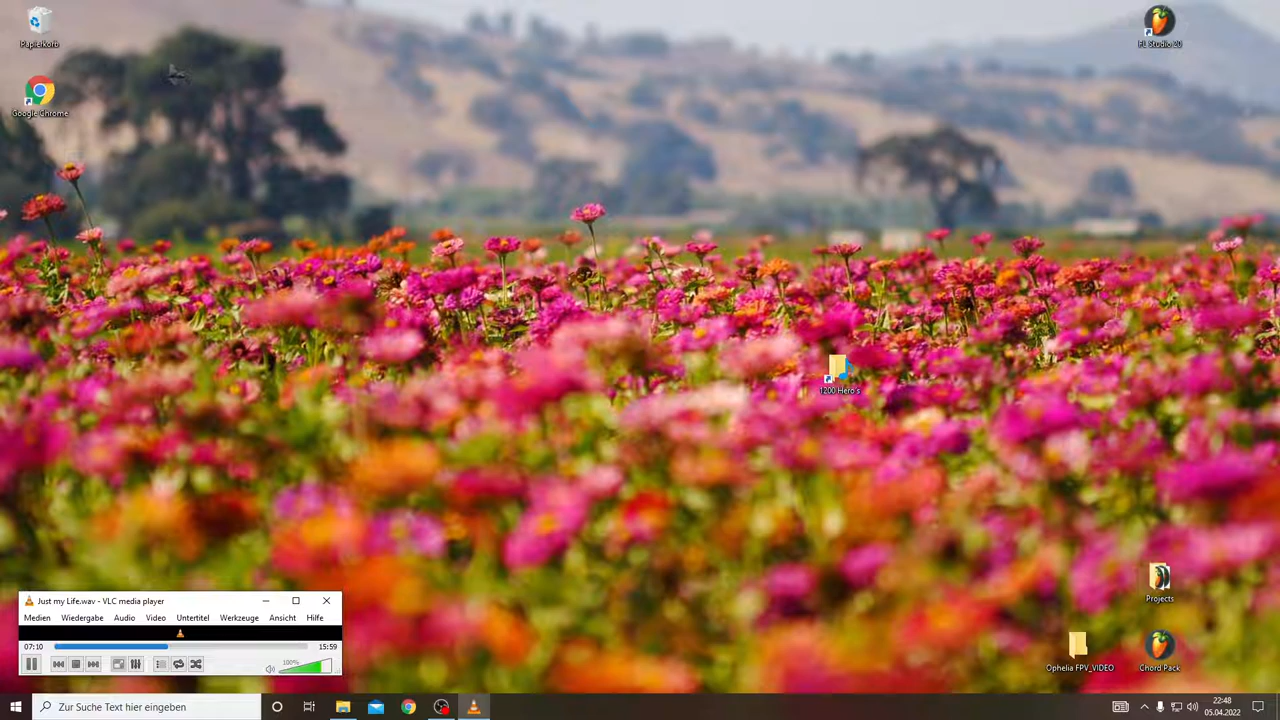 Papierkorb
Google Chrome
FL Studio 20
1200 Hero's
Projects
Ophelia FPV_VIDEO
Chord Pack
Just my Life.wav - VLC media player
Medien Wiedergabe Audio Video Untertitel Werkzeuge Ansicht Hilfe
07:10 15:59
100%
Zur Suche Text hier eingeben
22:48
05.04.2022